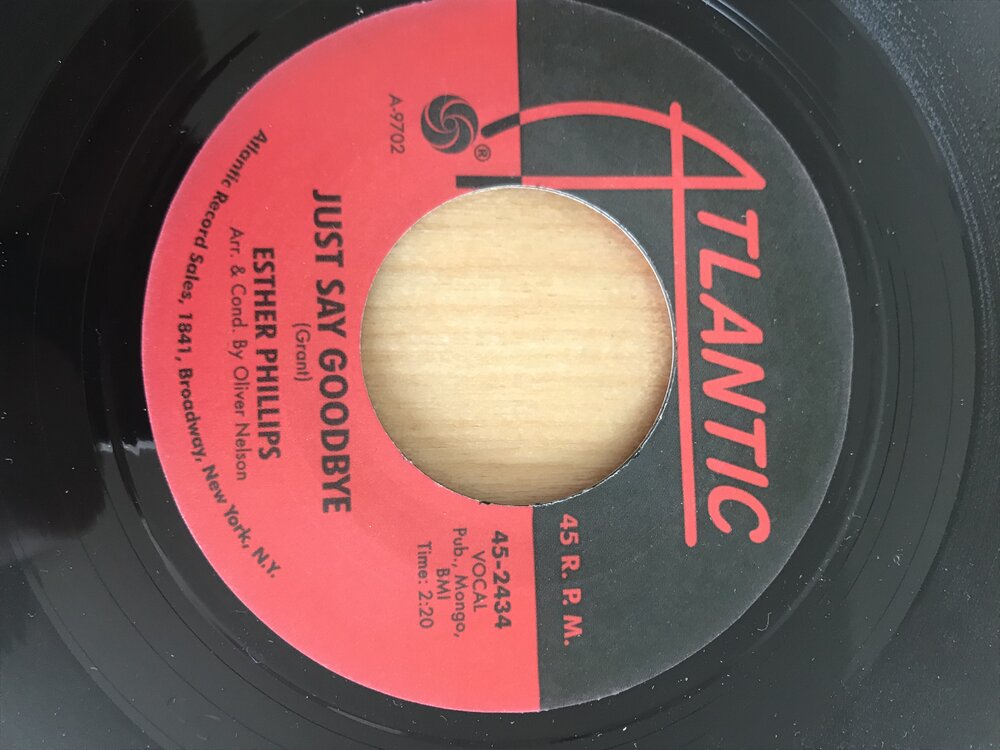 ATLANTIC
®
45 R. P. M.
A-9702
45-2434
VOCAL
Pub., Mongo,
BMI
Time: 2:20
JUST SAY GOODBYE
(Grant)
ESTHER PHILLIPS
Arr. & Cond. By Oliver Nelson
Atlantic Record Sales, 1841, Broadway, New York, N.Y.